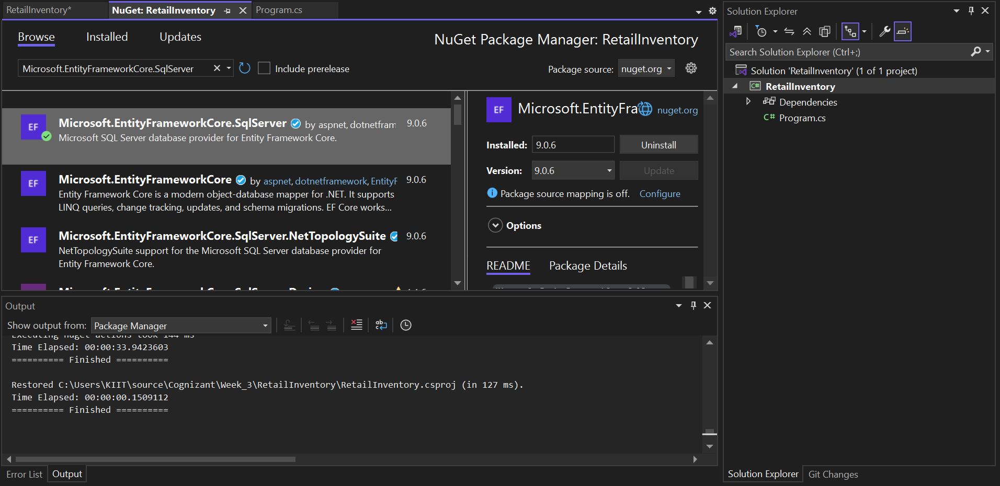 RetailInventory*
NuGet: RetailInventory
Program.cs
Browse
Installed
Updates
NuGet Package Manager: RetailInventory
Microsoft.EntityFrameworkCore.SqlServer
Include prerelease
Package source:
nuget.org
EF
Microsoft.EntityFrameworkCore.SqlServer by aspnet, dotnetfram 9.0.6
Microsoft SQL Server database provider for Entity Framework Core.
EF
Microsoft.EntityFrameworkCore by aspnet, dotnetframework, EntityF 9.0.6
Entity Framework Core is a modern object-database mapper for .NET. It supports
LINQ queries, change tracking, updates, and schema migrations. EF Core works...
EF
Microsoft.EntityFrameworkCore.SqlServer.NetTopologySuite 9.0.6
NetTopologySuite support for the Microsoft SQL Server database provider for
Entity Framework Core.
EF
Microsoft.EntityFra nuget.org
Installed: 9.0.6 Uninstall
Version: 9.0.6 Update
Package source mapping is off. Configure
Options
README Package Details
Output
Show output from: Package Manager
Executing nuget actions took 144 ms
Time Elapsed: 00:00:33.9423603
========== Finished ==========
Restored C:\Users\KIIT\source\Cognizant\Week_3\RetailInventory\RetailInventory.csproj (in 127 ms).
Time Elapsed: 00:00:00.1509112
========== Finished ==========
Error List
Output
Solution Explorer
Search Solution Explorer (Ctrl+;)
Solution 'RetailInventory' (1 of 1 project)
C# RetailInventory
Dependencies
C# Program.cs
Solution Explorer
Git Changes